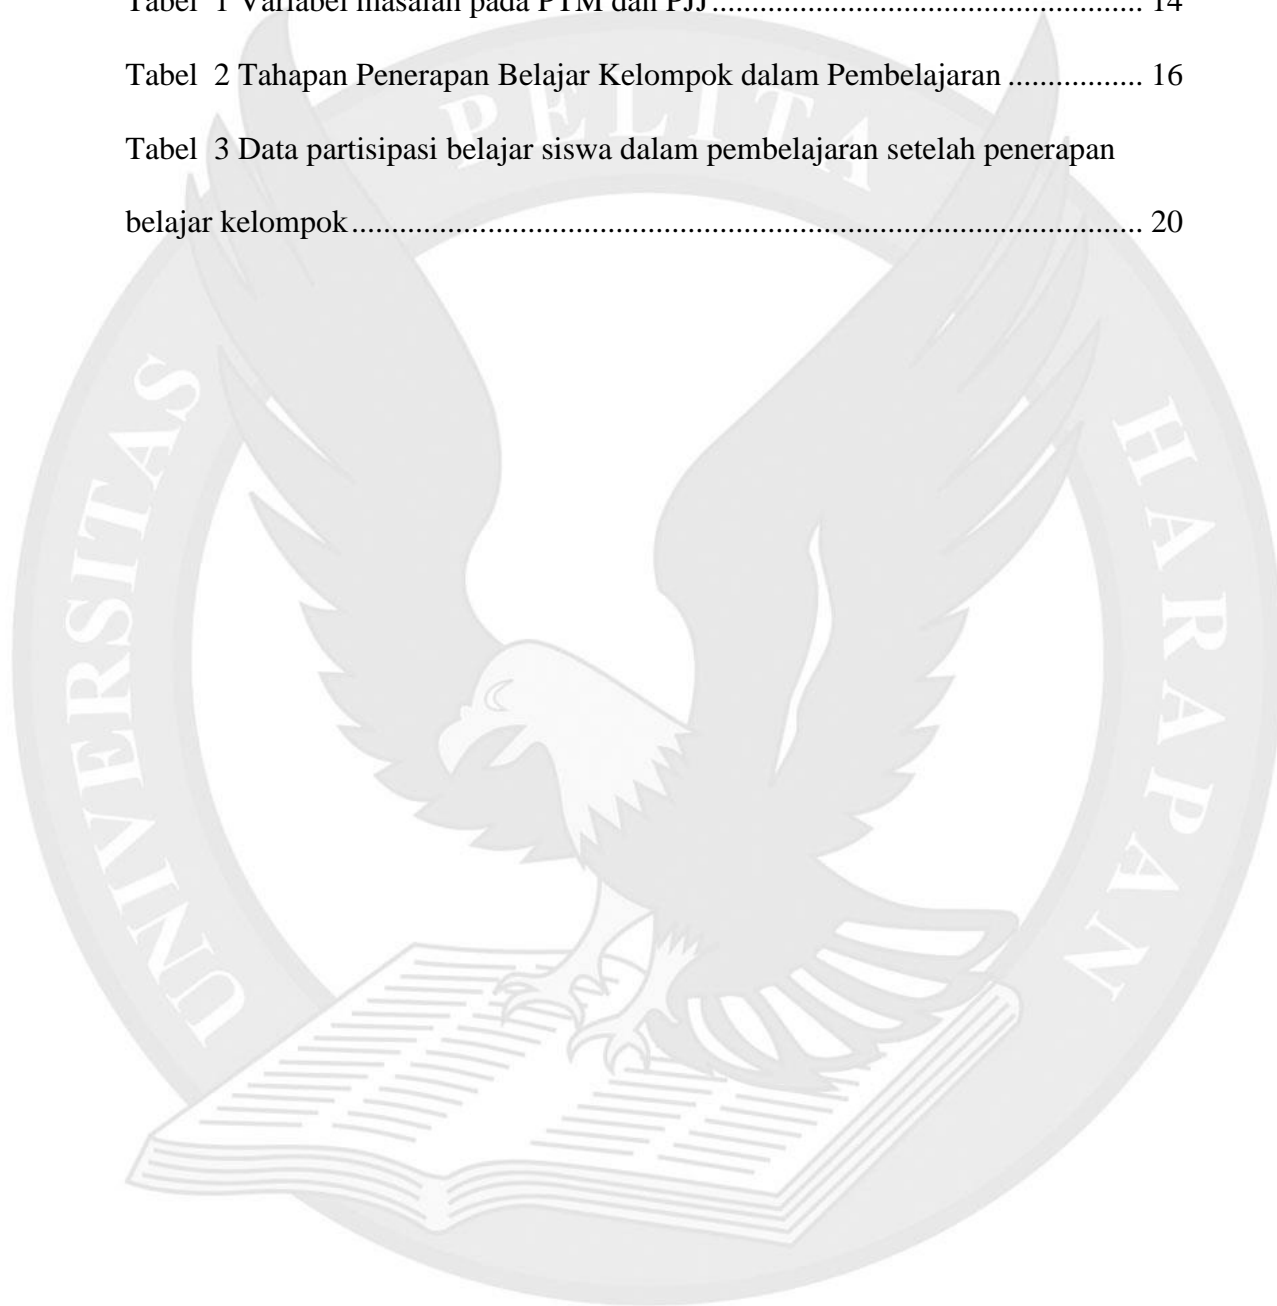 Tabel 1 Variabel masalah pada PTM dan PJJ................................................... 14
Tabel 2 Tahapan Penerapan Belajar Kelompok dalam Pembelajaran ................. 16
Tabel 3 Data partisipasi belajar siswa dalam pembelajaran setelah penerapan
belajar kelompok.............................................................................................. 20
UNIVERSITAS PELITA HARAPAN